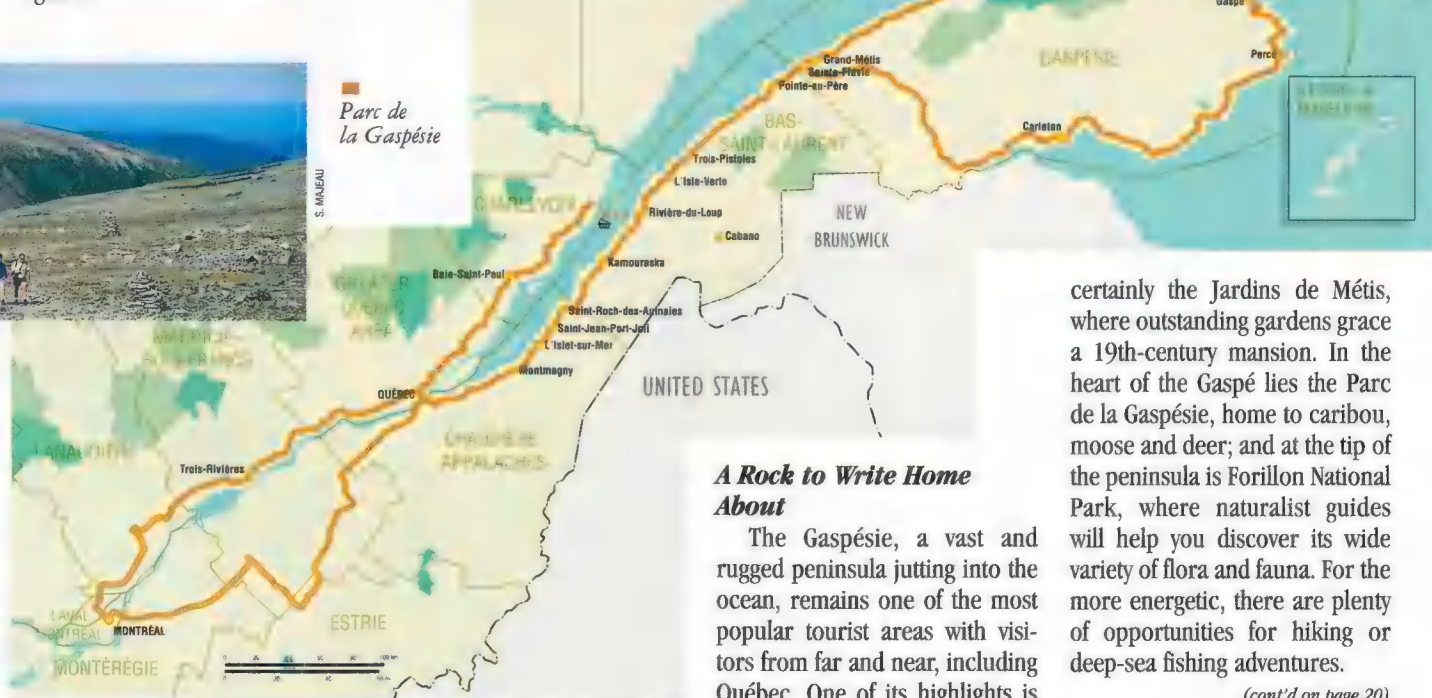 Gaspé
Percé
GASPÉSIE
Grand-Métis
Sainte-Flavie
Pointe-au-Père
Carleton
BAS-
SAINT-LAURENT
Trois-Pistoles
L'Isle-Verte
Rivière-du-Loup
Cabano
NEW
BRUNSWICK
Parc de
la Gaspésie
S. MAJEAU
CHARLEVOIX
Baie-Saint-Paul
Kamouraska
GREATER
QUÉBEC
AREA
Saint-Roch-des-Aulnaies
Saint-Jean-Port-Joli
L'Islet-sur-Mer
Montmagny
QUÉBEC
UNITED STATES
LANAUDIÈRE
CHAUDIÈRE
APPALACHES
Trois-Rivières
LAVAL
MONTRÉAL
MONTRÉAL
MONTÉRÉGIE
ESTRIE
A Rock to Write Home
About
The Gaspésie, a vast and
rugged peninsula jutting into the
ocean, remains one of the most
popular tourist areas with visi-
tors from far and near, including
Québec. One of its highlights is
certainly the Jardins de Métis,
where outstanding gardens grace
a 19th-century mansion. In the
heart of the Gaspé lies the Parc
de la Gaspésie, home to caribou,
moose and deer; and at the tip of
the peninsula is Forillon National
Park, where naturalist guides
will help you discover its wide
variety of flora and fauna. For the
more energetic, there are plenty
of opportunities for hiking or
deep-sea fishing adventures.
(cont'd on page 20)